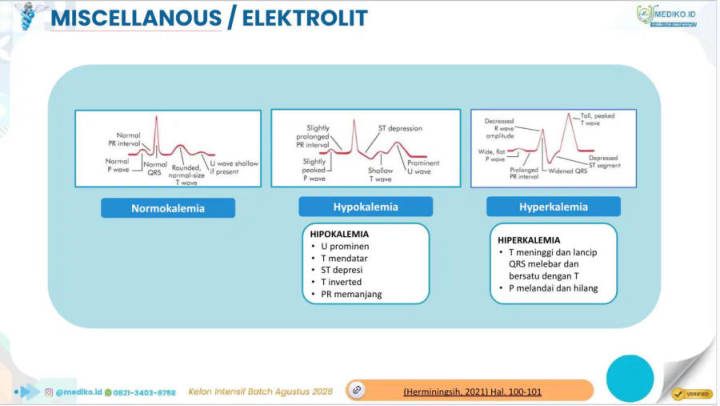 MISCELLANOUS / ELEKTROLIT
MEDIKO.ID
Normal
PR interval
Normal
P wave
Normal
QRS
Rounded,
normal-size
T wave
U wave shallow
if present
Slightly
prolonged
PR interval
Slightly
peaked
P wave
ST depression
Shallow
T wave
Prominent
U wave
Decreased
R wave
amplitude
Wide, flat
P wave
Prolonged
PR interval
Widened QRS
Tall, peaked
T wave
Depressed
ST segment
Normokalemia
Hypokalemia
Hyperkalemia
HIPOKALEMIA
• U prominen
• T mendatar
• ST depresi
• T inverted
• PR memanjang
HIPERKALEMIA
• T meninggi dan lancip
QRS melebar dan
bersatu dengan T
• P melandai dan hilang
@mediko.id 0821-3403-9768
Kelon Intensif Batch Agustus 2026
(Herminingsih, 2021) Hal. 100-101
VERIFIED